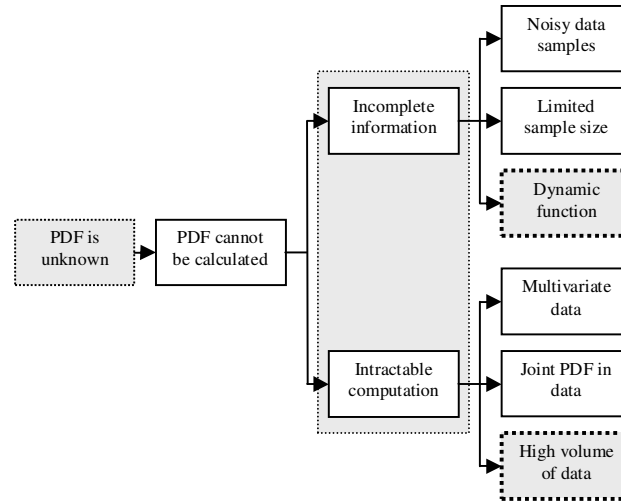 PDF is
unknown
PDF cannot
be calculated
Incomplete
information
Noisy data
samples
Limited
sample size
Dynamic
function
Intractable
computation
Multivariate
data
Joint PDF in
data
High volume
of data